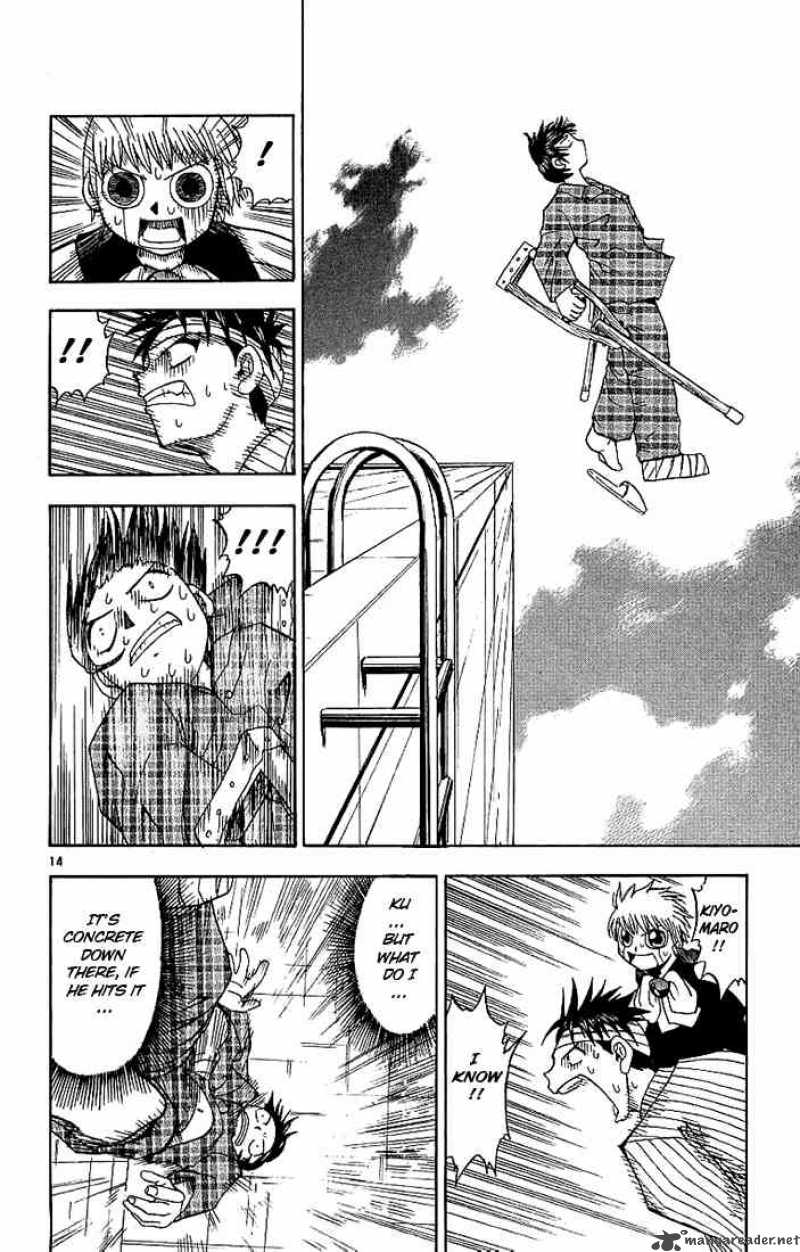 !!
!
!!!
14
KIYO-
MARO
!!
I
KNOW
!!
KU
...
BUT
WHAT
DO I
...
IT'S
CONCRETE
DOWN
THERE, IF
HE HITS IT
...
mangareader.net